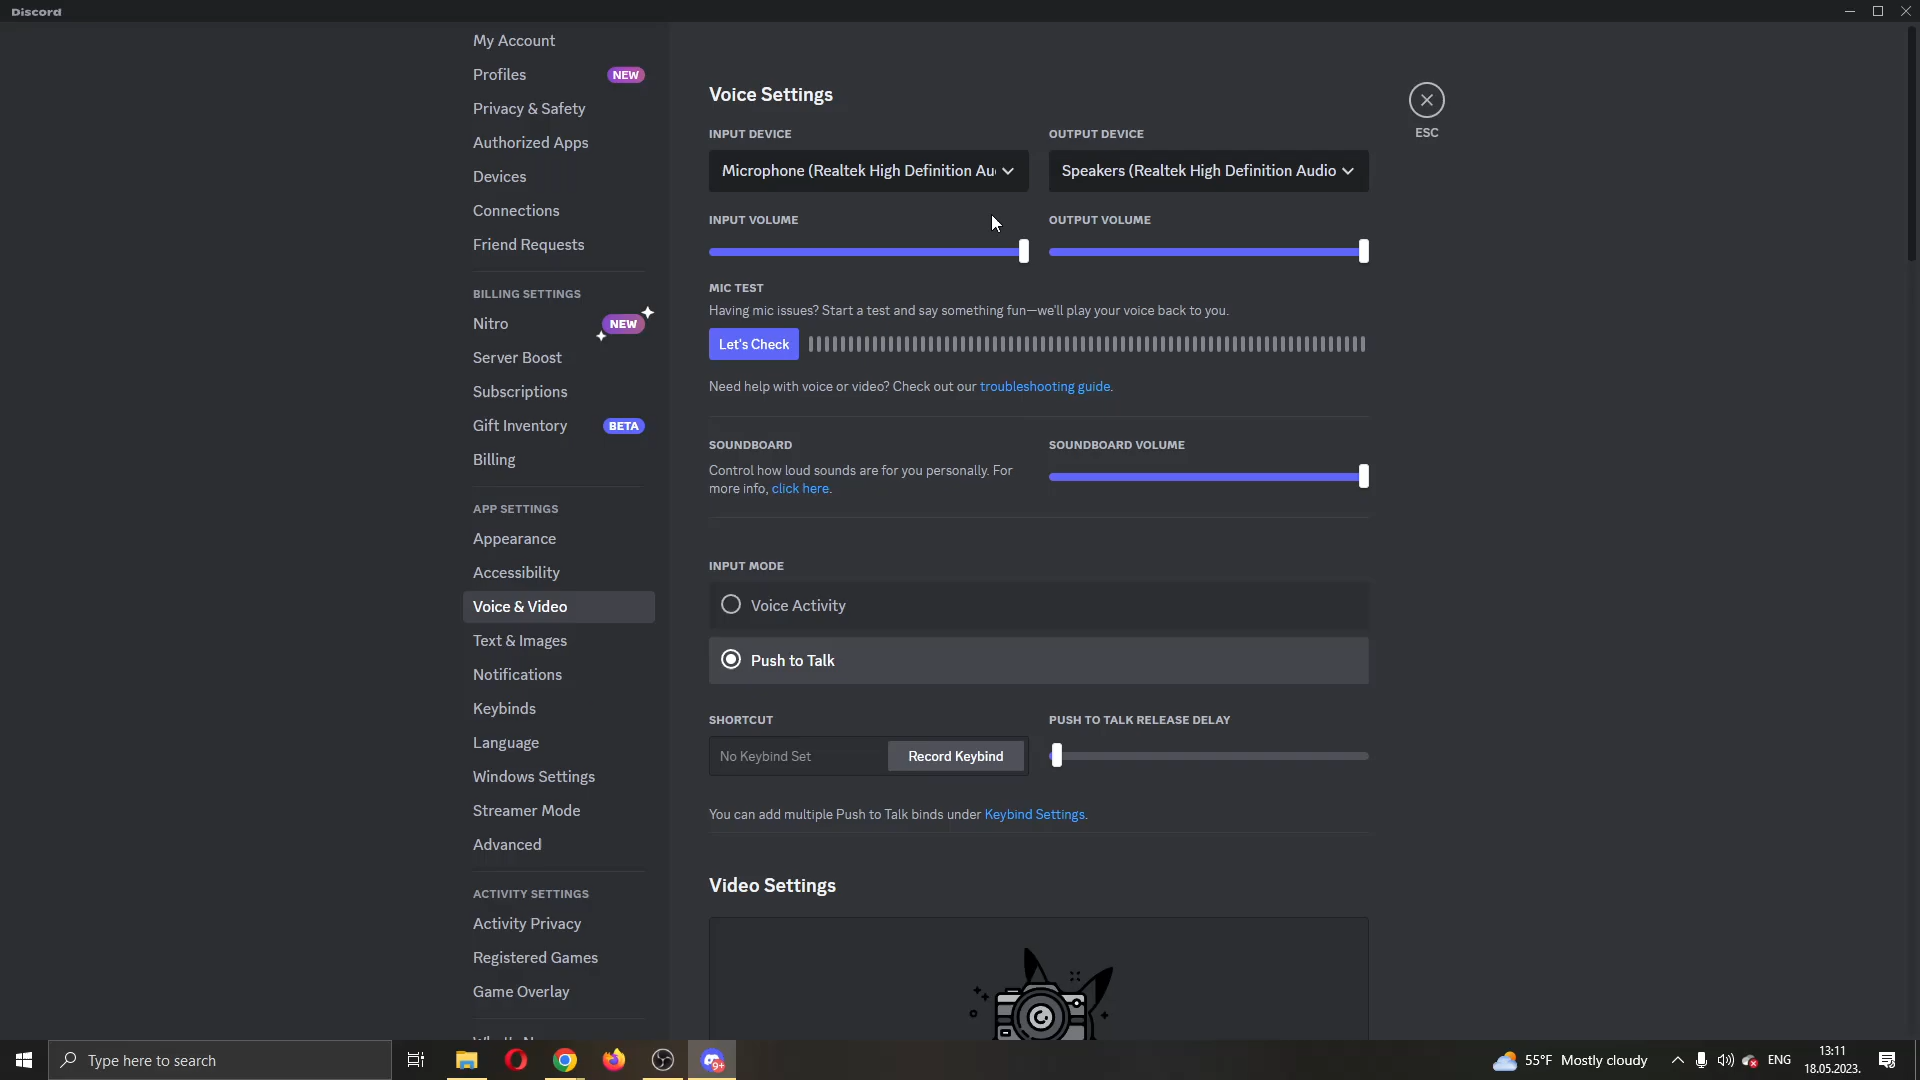 Discord
My Account
Profiles NEW
Privacy & Safety
Authorized Apps
Devices
Connections
Friend Requests
BILLING SETTINGS
Nitro NEW
Server Boost
Subscriptions
Gift Inventory BETA
Billing
APP SETTINGS
Appearance
Accessibility
Voice & Video
Text & Images
Notifications
Keybinds
Language
Windows Settings
Streamer Mode
Advanced
ACTIVITY SETTINGS
Activity Privacy
Registered Games
Game Overlay
Voice Settings
ESC
INPUT DEVICE
Microphone (Realtek High Definition Au
OUTPUT DEVICE
Speakers (Realtek High Definition Audio
INPUT VOLUME
OUTPUT VOLUME
MIC TEST
Having mic issues? Start a test and say something fun—we'll play your voice back to you.
Let's Check
Need help with voice or video? Check out our troubleshooting guide.
SOUNDBOARD
Control how loud sounds are for you personally. For
more info, click here.
SOUNDBOARD VOLUME
INPUT MODE
Voice Activity
Push to Talk
SHORTCUT
No Keybind Set
Record Keybind
PUSH TO TALK RELEASE DELAY
You can add multiple Push to Talk binds under Keybind Settings.
Video Settings
Type here to search
9+
55°F Mostly cloudy
ENG
13:11
18.05.2023.